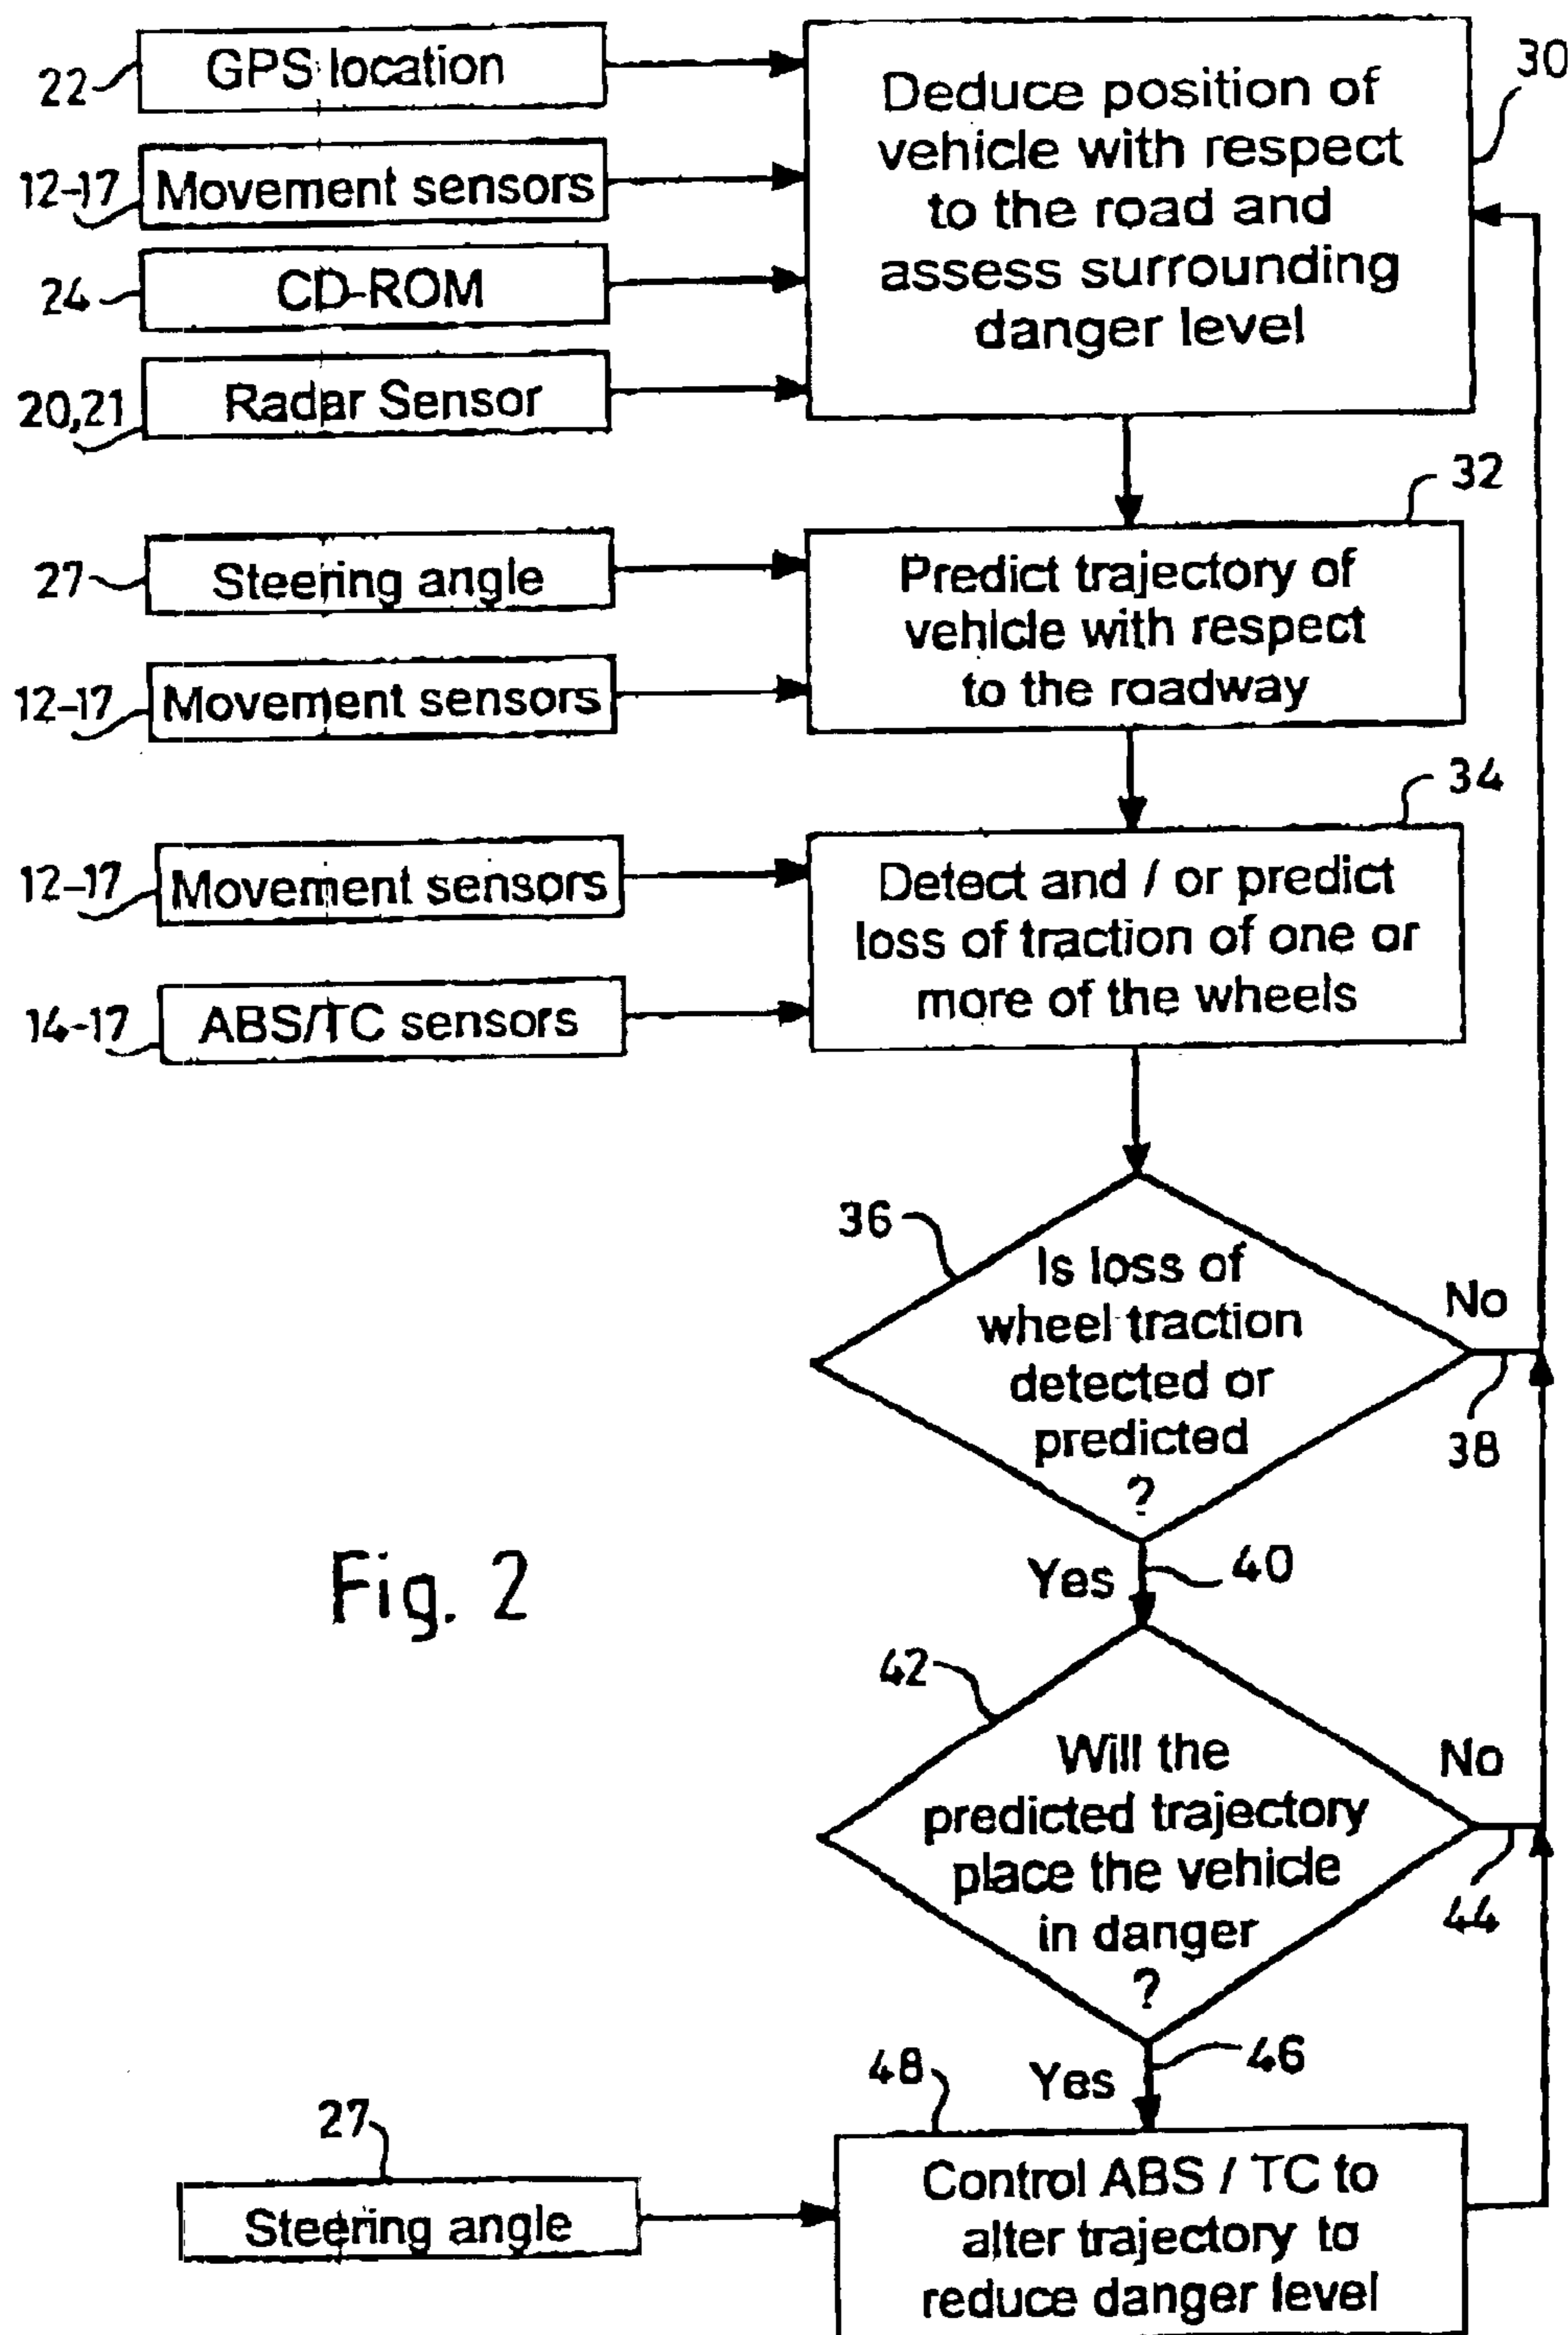 22
GPS location
12-17
Movement sensors
24
CD-ROM
20,21
Radar Sensor
30
Deduce position of
vehicle with respect
to the road and
assess surrounding
danger level
27
Steering angle
12-17
Movement sensors
32
Predict trajectory of
vehicle with respect
to the roadway
12-17
Movement sensors
14-17
ABS/TC sensors
34
Detect and / or predict
loss of traction of one or
more of the wheels
36
Is loss of
wheel traction
detected or
predicted
?
No
38
Yes
40
Fig. 2
42
Will the
predicted trajectory
place the vehicle
in danger
?
No
44
Yes
46
48
27
Steering angle
Control ABS / TC to
alter trajectory to
reduce danger level